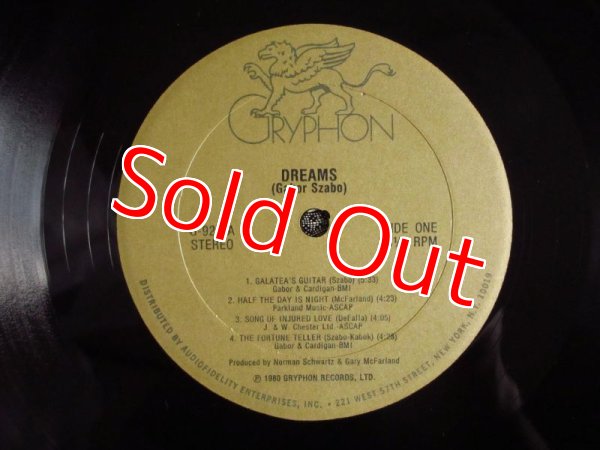 GRYPHON
DREAMS
(Gabor Szabo)
Sold Out
STEREO
SIDE ONE
RPM
1. GALATEA'S GUITAR (Szabo) (5:33)
Gabor & Cardigan-BMI
2. HALF THE DAY IS NIGHT (McFarland) (4:23)
Parkland Music-ASCAP
3. SONG OF INJURED LOVE (DeFalla) (4:05)
J. & W. Chester Ltd.-ASCAP
4. THE FORTUNE TELLER (Szabo-Kabok) (4:28)
Gabor & Cardigan-BMI
Produced by Norman Schwartz & Gary McFarland
℗ 1980 GRYPHON RECORDS, LTD.
DISTRIBUTED BY AUDIOFIDELITY ENTERPRISES, INC. • 221 WEST 57TH STREET, NEW YORK, N.Y. 10019